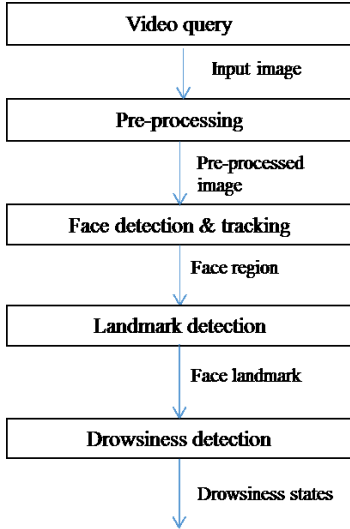 Video query
Input image
Pre-processing
Pre-processed
image
Face detection & tracking
Face region
Landmark detection
Face landmark
Drowsiness detection
Drowsiness states